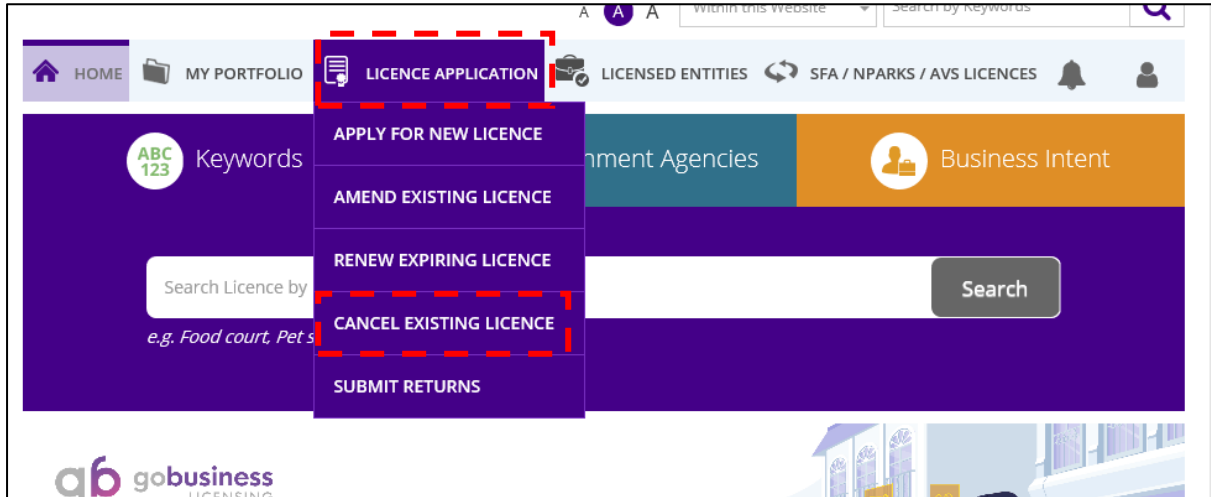 A A A Within this Website Search by Keywords
HOME MY PORTFOLIO LICENCE APPLICATION LICENSED ENTITIES SFA / NPARKS / AVS LICENCES
APPLY FOR NEW LICENCE
ABC
123
Keywords
nment Agencies
Business Intent
AMEND EXISTING LICENCE
RENEW EXPIRING LICENCE
Search Licence by
Search
CANCEL EXISTING LICENCE
e.g. Food court, Pet s
SUBMIT RETURNS
gobusiness
LICENSING